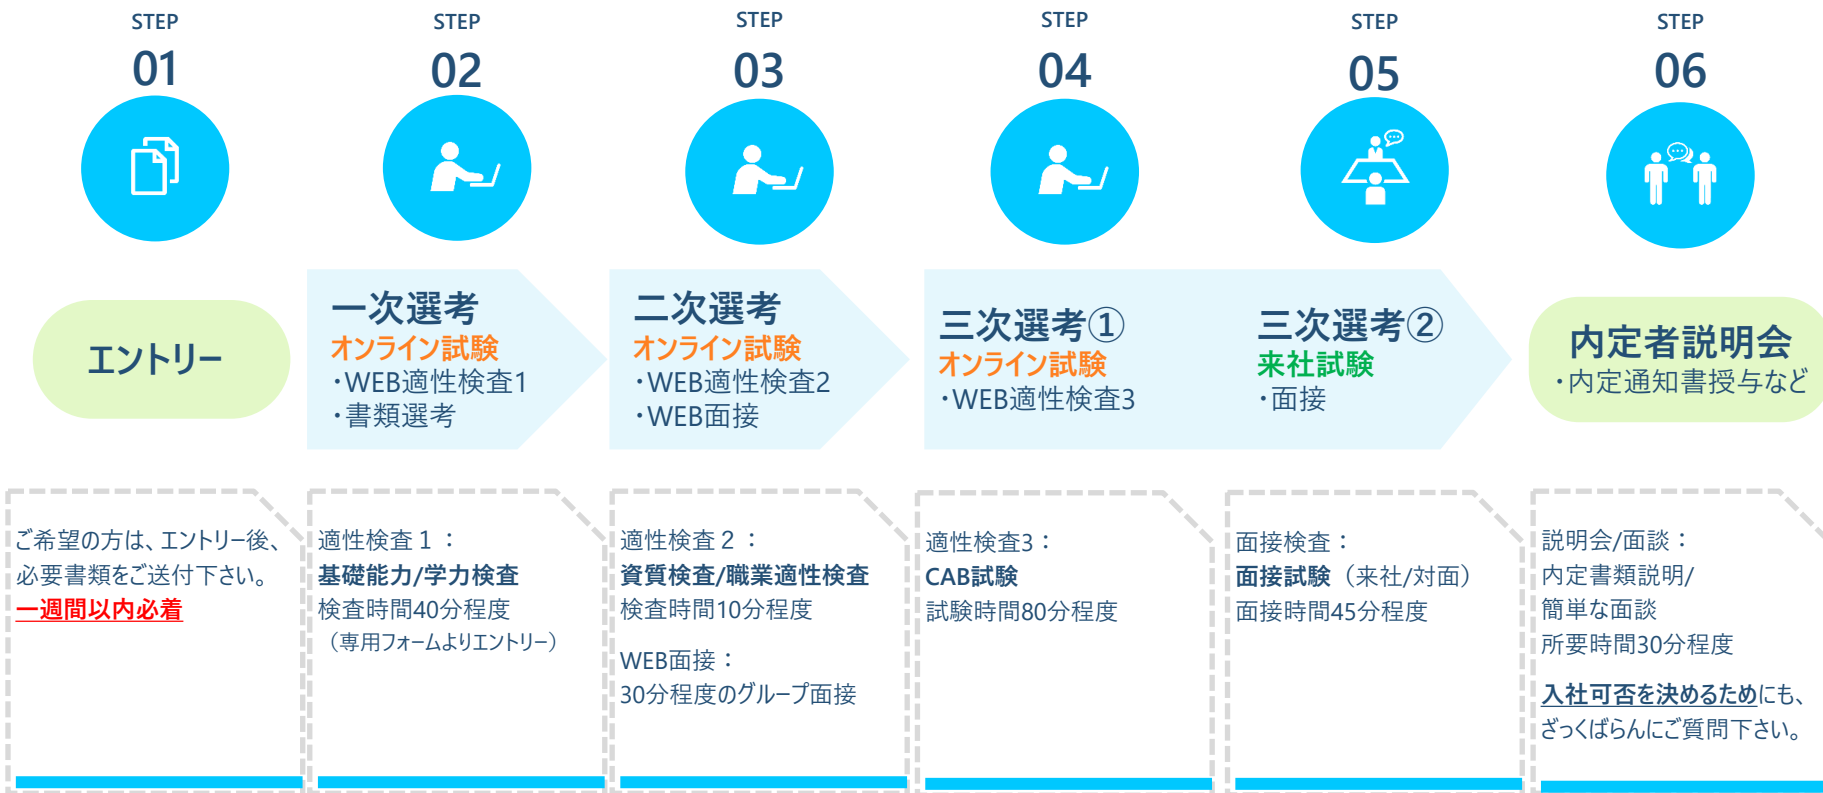 STEP
01
STEP
02
STEP
03
STEP
04
STEP
05
STEP
06
エントリー
一次選考
オンライン試験
・WEB適性検査1
・書類選考
二次選考
オンライン試験
・WEB適性検査2
・WEB面接
三次選考①
オンライン試験
・WEB適性検査3
三次選考②
来社試験
・面接
内定者説明会
・内定通知書授与など
ご希望の方は、エントリー後、
必要書類をご送付下さい。
一週間以内必着
適性検査１：
基礎能力/学力検査
検査時間40分程度
（専用フォームよりエントリー）
適性検査２：
資質検査/職業適性検査
検査時間10分程度
WEB面接：
30分程度のグループ面接
適性検査3：
CAB試験
試験時間80分程度
面接検査：
面接試験（来社/対面）
面接時間45分程度
説明会/面談：
内定書類説明/
簡単な面談
所要時間30分程度
入社可否を決めるためにも、
ざっくばらんにご質問下さい。